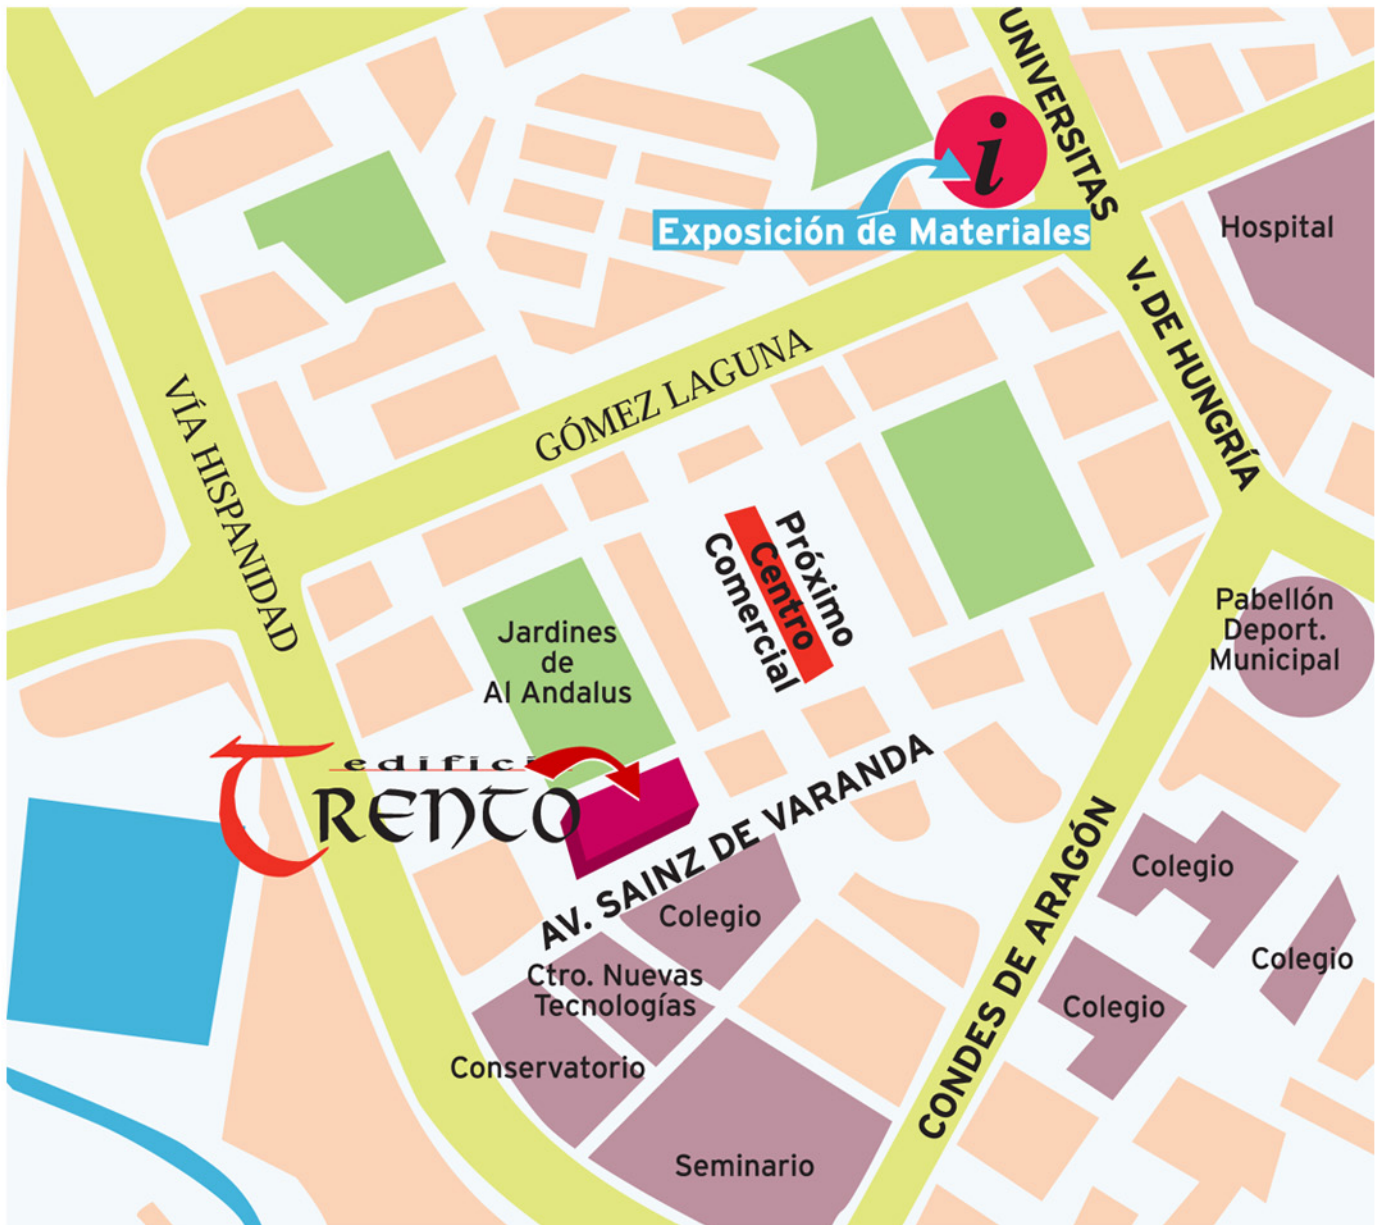 UNIVERSITAS
i
Exposición de Materiales
Hospital
V. DE HUNGRÍA
GÓMEZ LAGUNA
VÍA HISPANIDAD
Próximo
Centro
Comercial
Pabellón
Deport.
Municipal
Jardines
de
Al Andalus
edifici
TRENTO
AV. SAINZ DE VARANDA
CONDES DE ARAGÓN
Colegio
Colegio
Colegio
Colegio
Ctro. Nuevas
Tecnologías
Conservatorio
Seminario